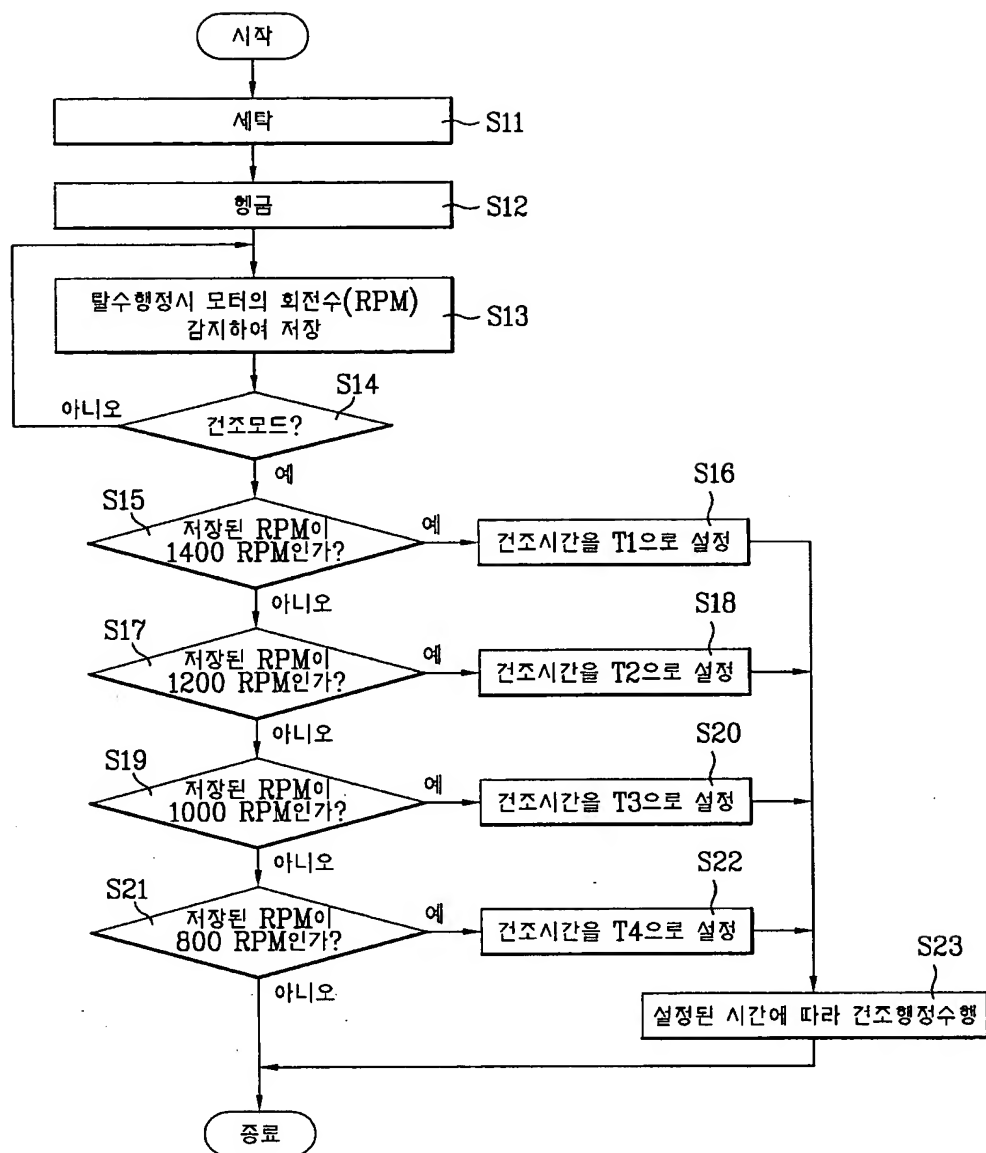 시작
세탁
S11
헹굼
S12
탈수행정시 모터의 회전수(RPM)
감지하여 저장
S13
S14
아니오
건조모드?
예
S15
저장된 RPM이
1400 RPM인가?
예
S16
건조시간을 T1으로 설정
아니오
S17
저장된 RPM이
1200 RPM인가?
예
S18
건조시간을 T2으로 설정
아니오
S19
저장된 RPM이
1000 RPM인가?
예
S20
건조시간을 T3으로 설정
아니오
S21
저장된 RPM이
800 RPM인가?
예
S22
건조시간을 T4으로 설정
아니오
S23
설정된 시간에 따라 건조행정수행
종료